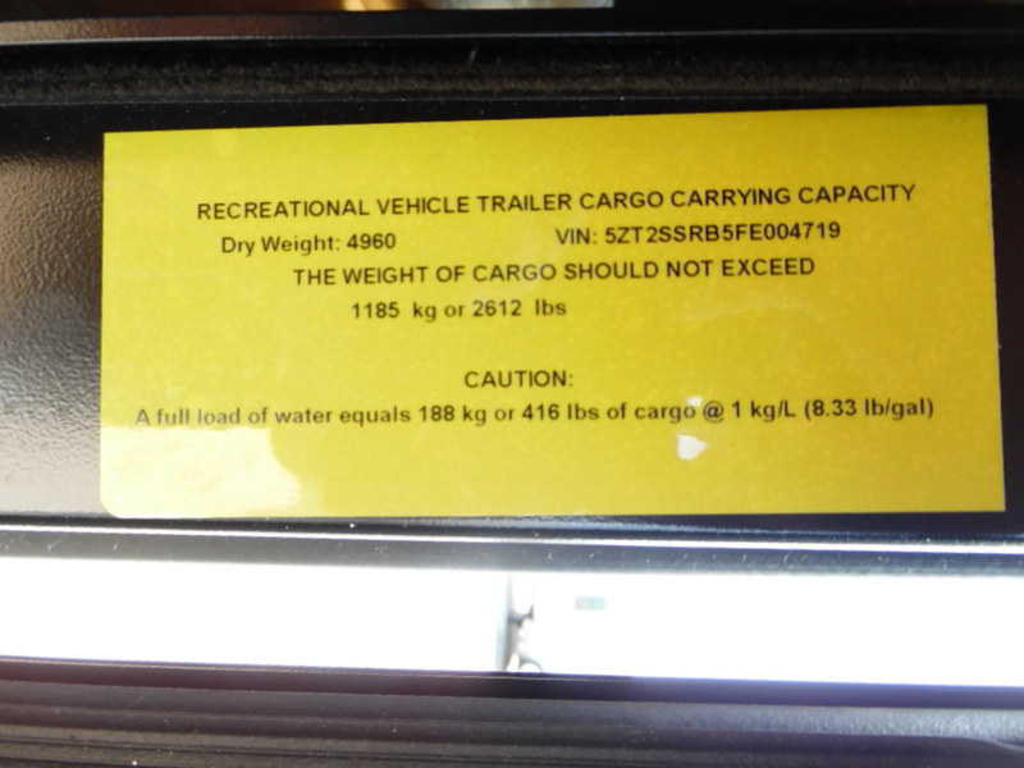 RECREATIONAL VEHICLE TRAILER CARGO CARRYING CAPACITY
Dry Weight: 4960 VIN: 5ZT2SSRB5FE004719
THE WEIGHT OF CARGO SHOULD NOT EXCEED
1185 kg or 2612 lbs
CAUTION:
A full load of water equals 188 kg or 416 lbs of cargo @ 1 kg/L (8.33 lb/gal)